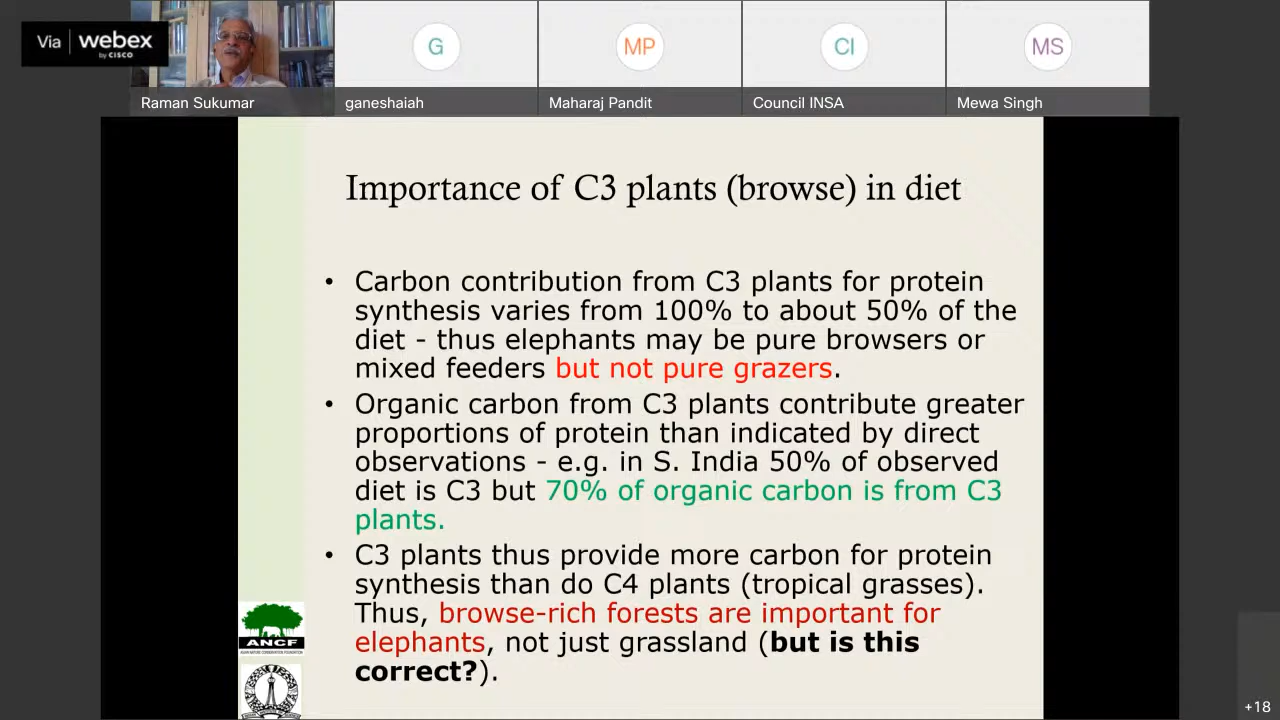 Via webex
by CISCO
G
MP
CI
MS
Raman Sukumar
ganeshaiah
Maharaj Pandit
Council INSA
Mewa Singh
Importance of C3 plants (browse) in diet
• Carbon contribution from C3 plants for protein
synthesis varies from 100% to about 50% of the
diet - thus elephants may be pure browsers or
mixed feeders but not pure grazers.
• Organic carbon from C3 plants contribute greater
proportions of protein than indicated by direct
observations - e.g. in S. India 50% of observed
diet is C3 but 70% of organic carbon is from C3
plants.
• C3 plants thus provide more carbon for protein
synthesis than do C4 plants (tropical grasses).
Thus, browse-rich forests are important for
elephants, not just grassland (but is this
correct?).
ANCF
ASIAN NATURE CONSERVATION FOUNDATION
+18